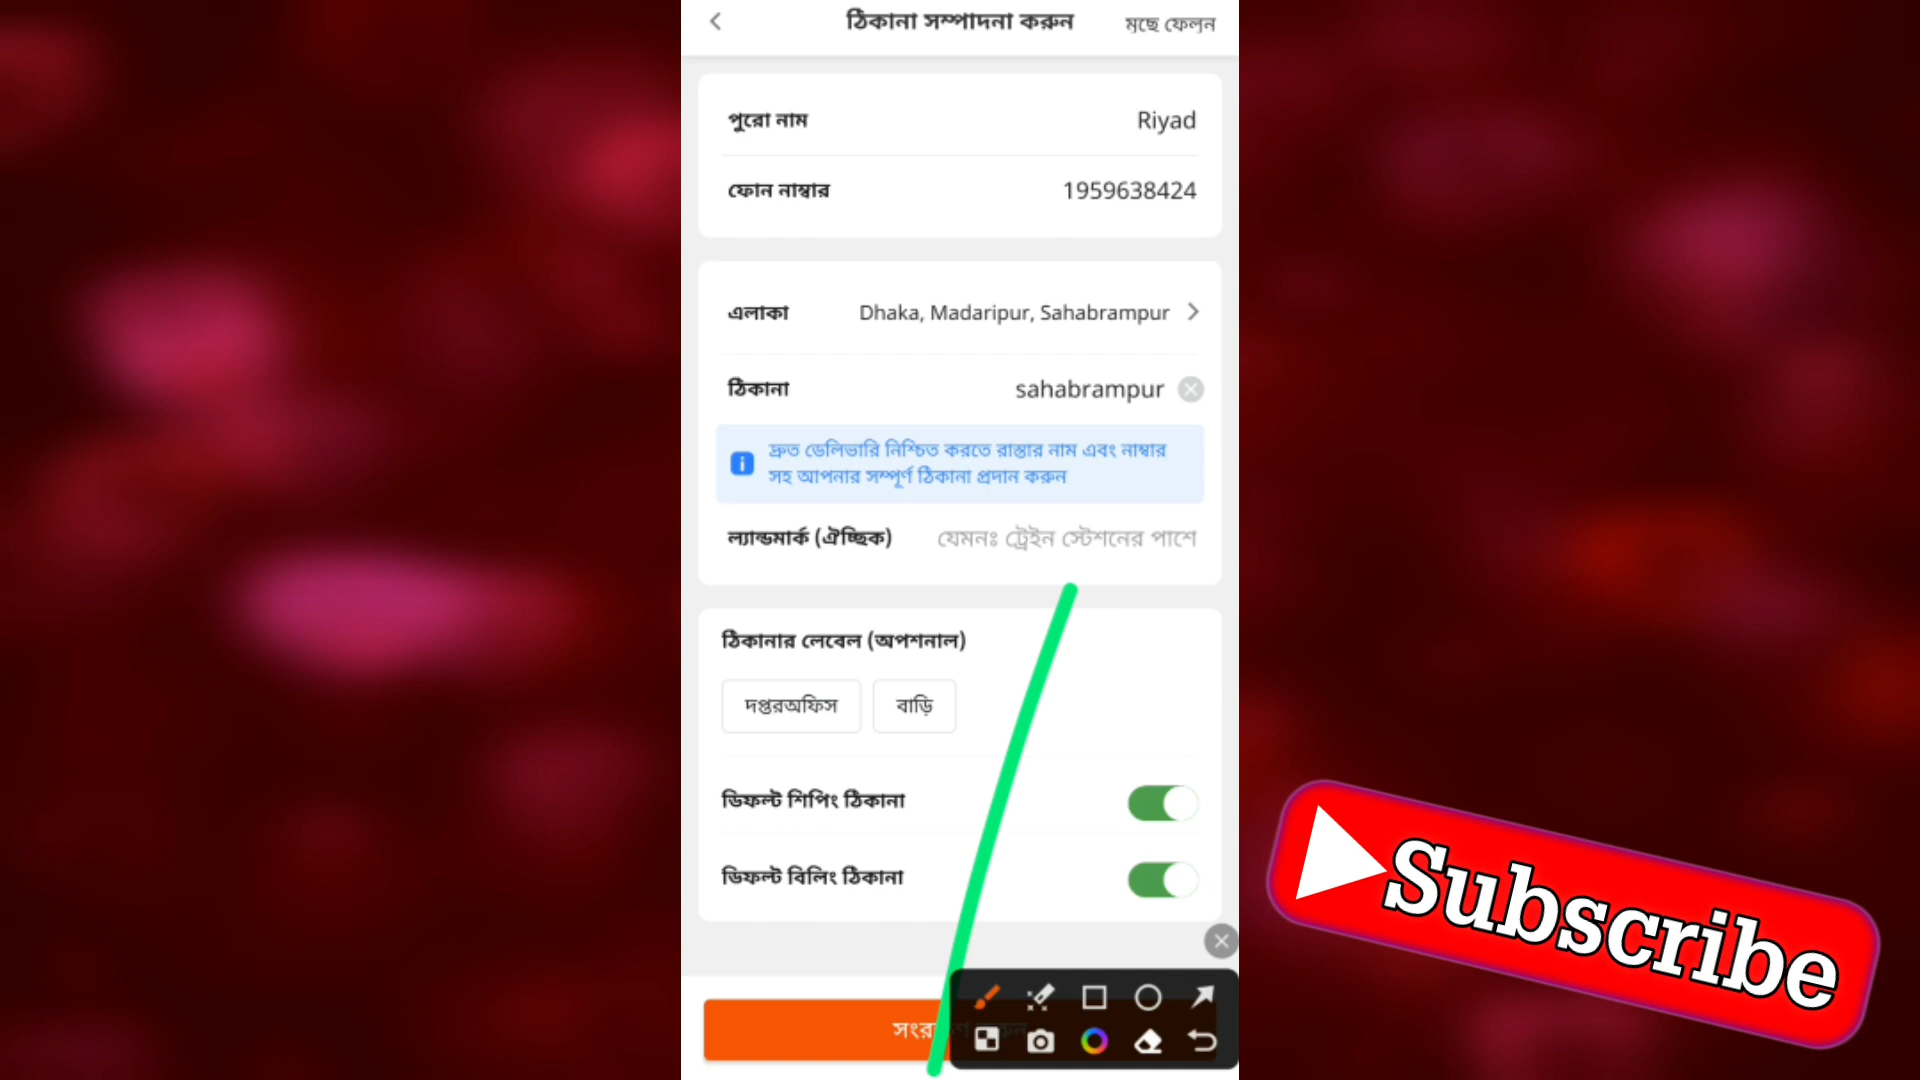 ঠিকানা সম্পাদনা করুন
মুছে ফেলুন
পুরো নাম
Riyad
ফোন নাম্বার
1959638424
এলাকা
Dhaka, Madaripur, Sahabrampur
ঠিকানা
sahabrampur
দ্রুত ডেলিভারি নিশ্চিত করতে রাস্তার নাম এবং নাম্বার
সহ আপনার সম্পূর্ণ ঠিকানা প্রদান করুন
ল্যান্ডমার্ক (ঐচ্ছিক)
যেমনঃ ট্রেইন স্টেশনের পাশে
ঠিকানার লেবেল (অপশনাল)
দপ্তরঅফিস
বাড়ি
ডিফল্ট শিপিং ঠিকানা
ডিফল্ট বিলিং ঠিকানা
Subscribe